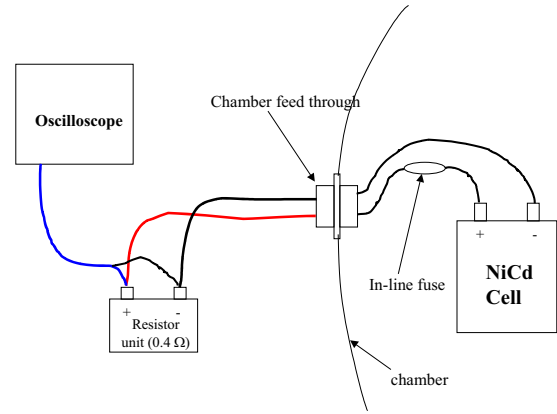 Chamber feed through
Oscilloscope
+ -
NiCd
Cell
In-line fuse
+ -
Resistor
unit (0.4 Ω)
chamber